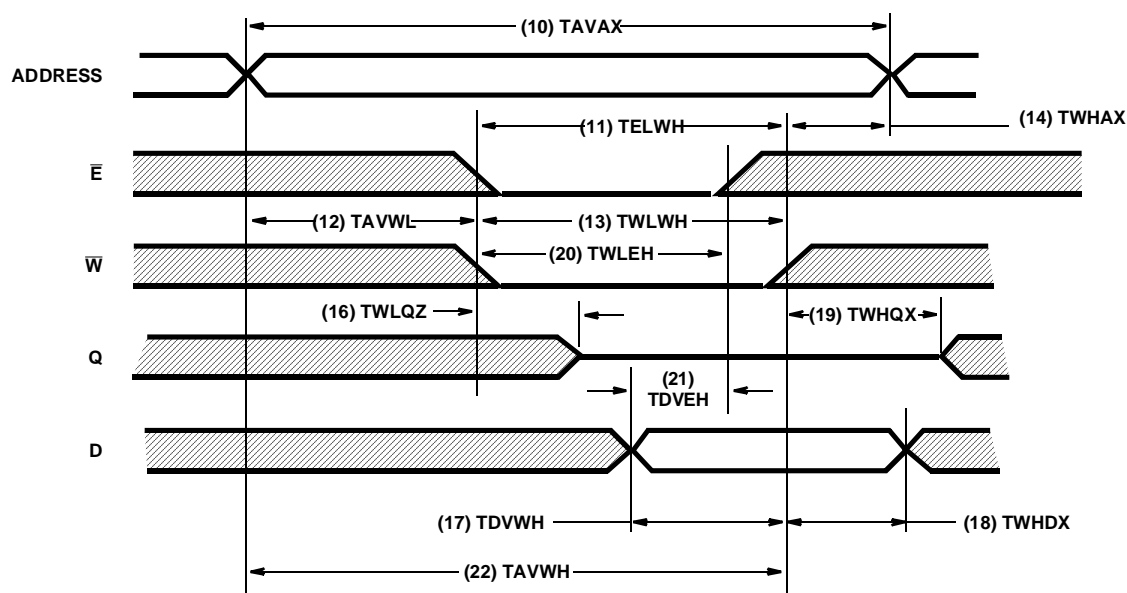 (10) TAVAX
ADDRESS
(11) TELWH
(14) TWHAX
E̅
(12) TAVWL
(13) TWLWH
W̅
(20) TWLEH
(16) TWLQZ
(19) TWHQX
Q
(21)
TDVEH
D
(17) TDVWH
(18) TWHDX
(22) TAVWH